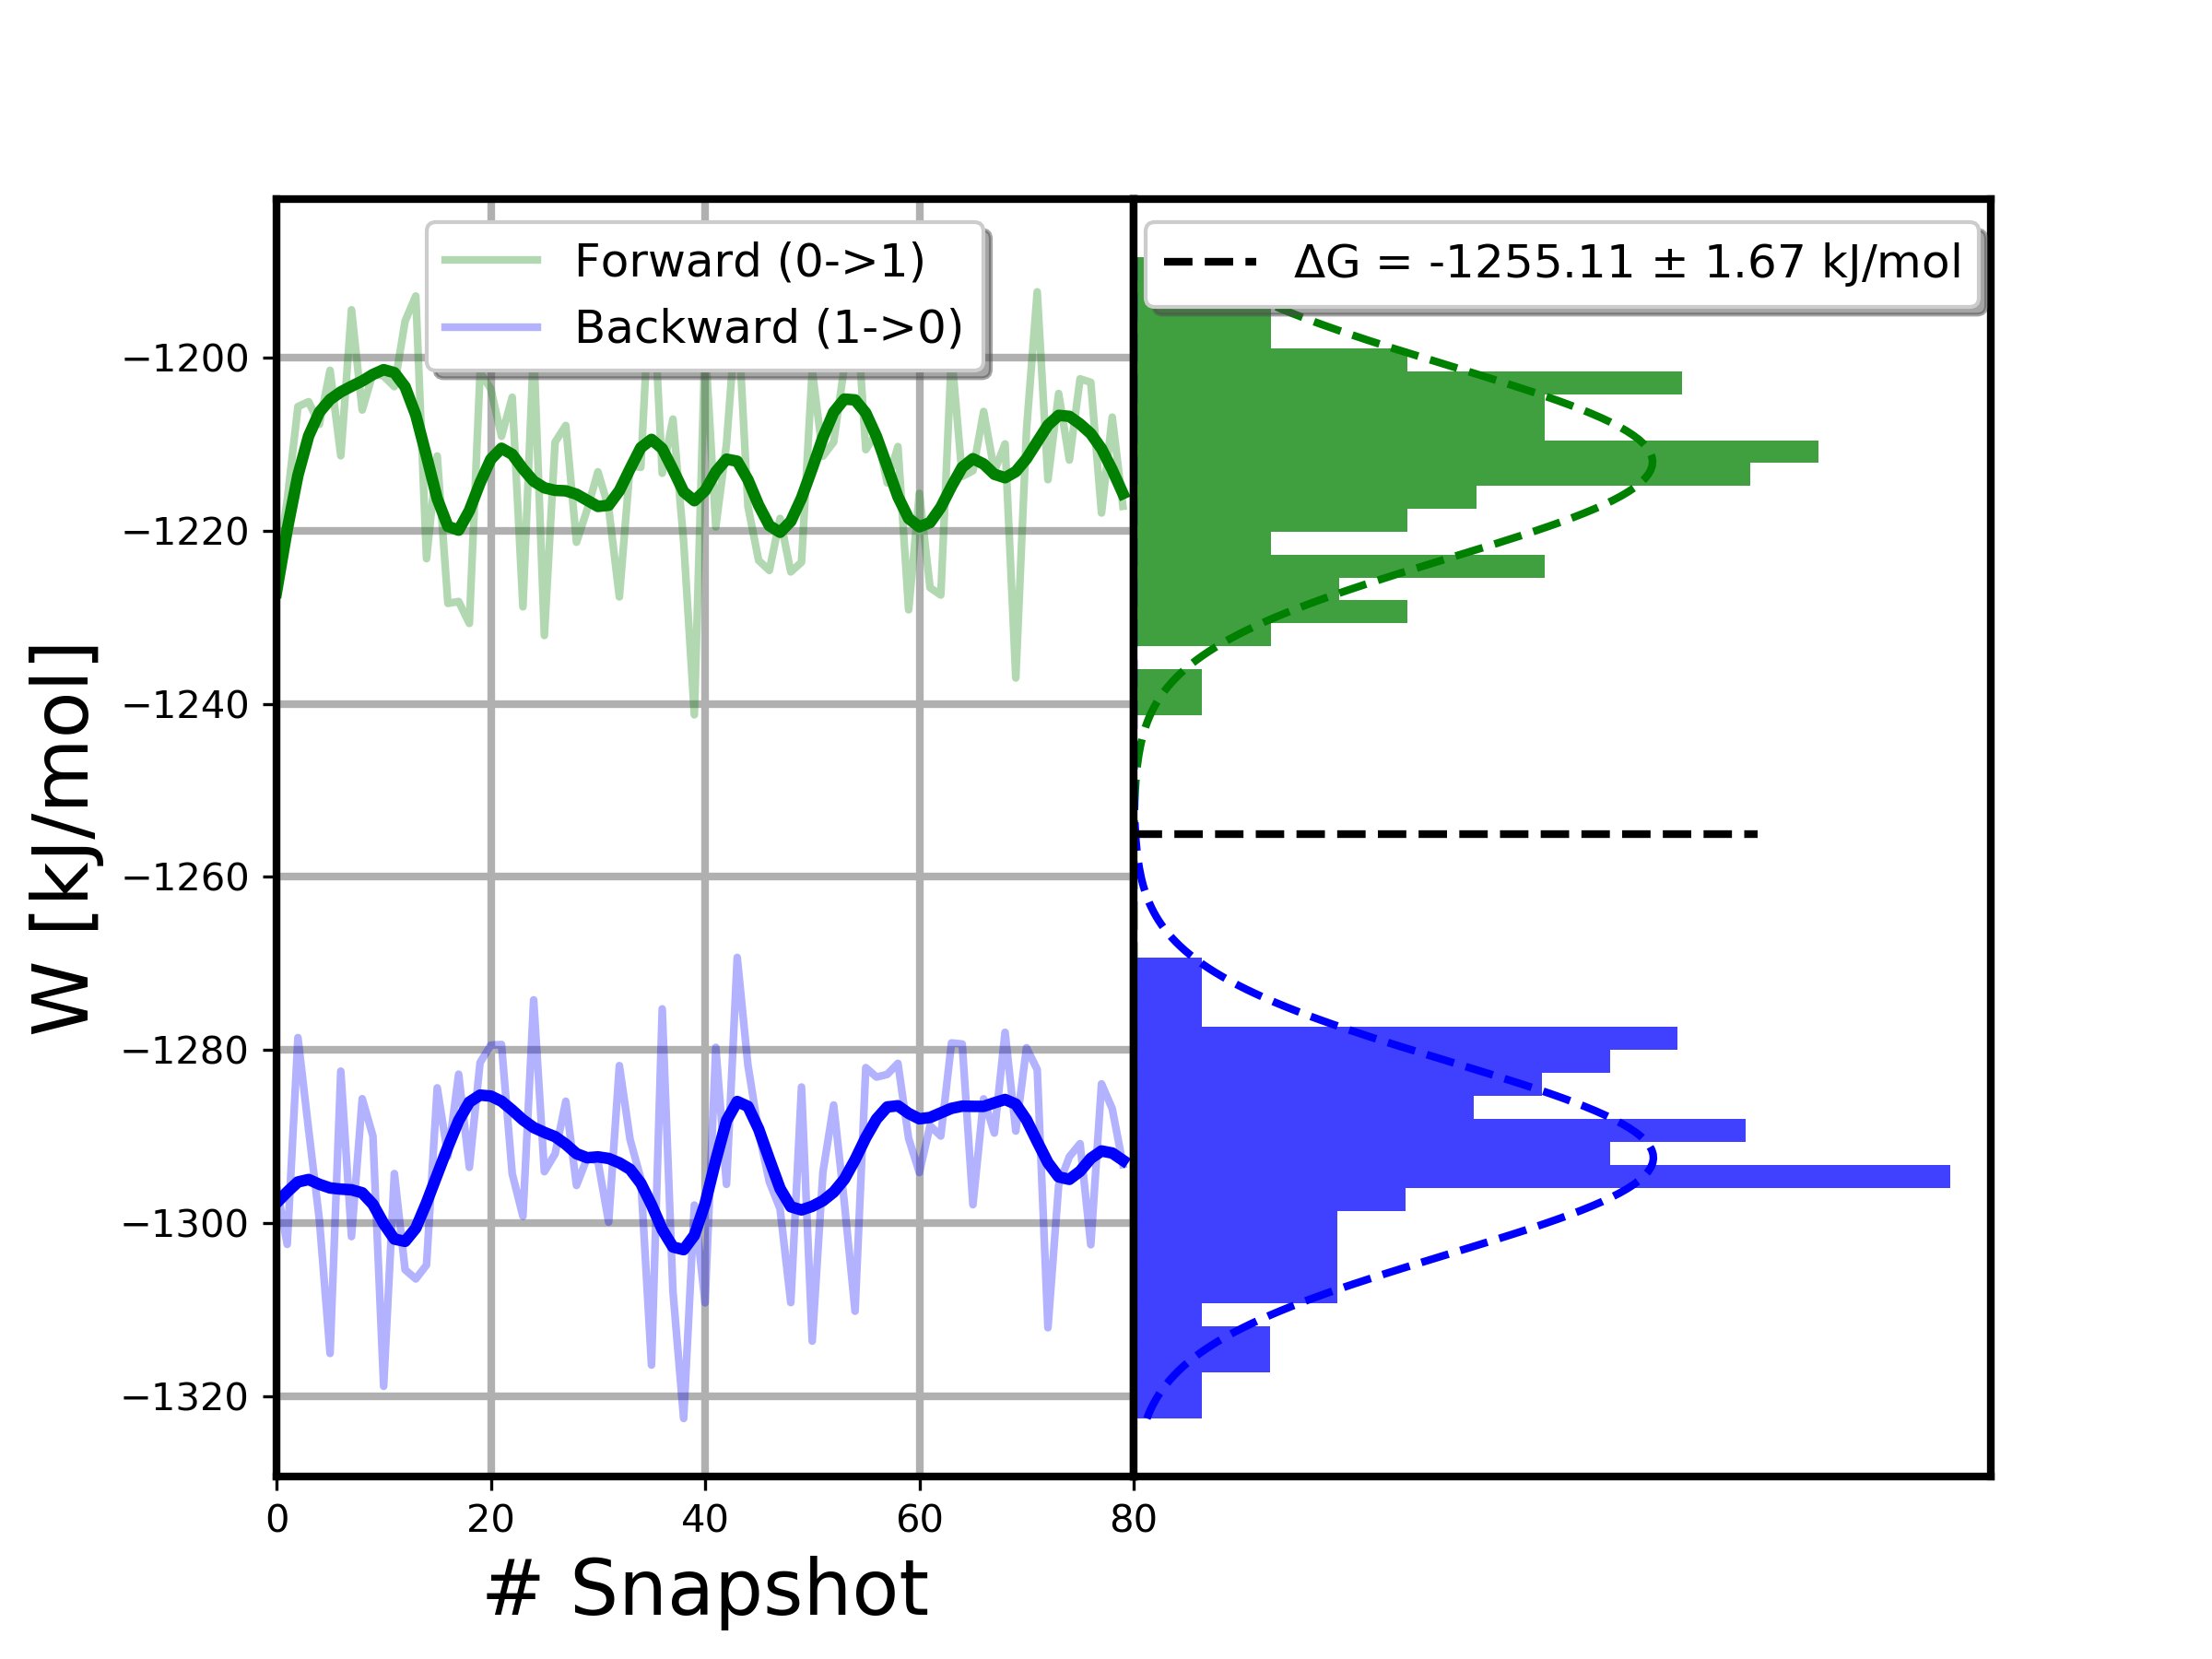 Forward (0->1)
Backward (1->0)
ΔG = -1255.11 ± 1.67 kJ/mol
W [kJ/mol]
−1200
−1220
−1240
−1260
−1280
−1300
−1320
0 20 40 60 80
# Snapshot